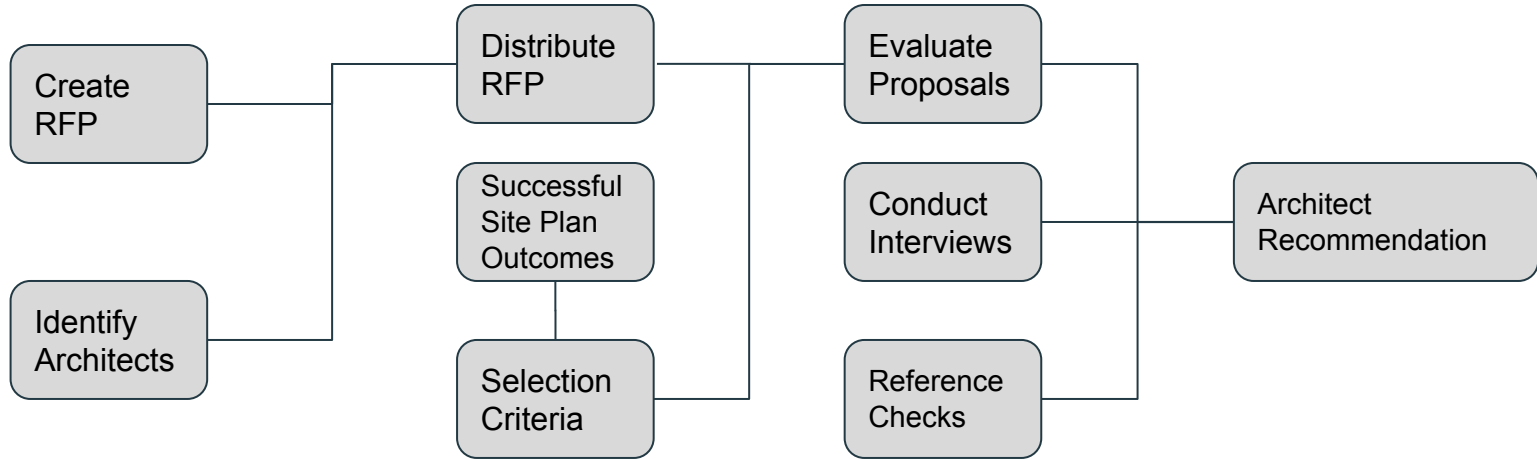 Create
RFP
Identify
Architects
Distribute
RFP
Successful
Site Plan
Outcomes
Selection
Criteria
Evaluate
Proposals
Conduct
Interviews
Reference
Checks
Architect
Recommendation